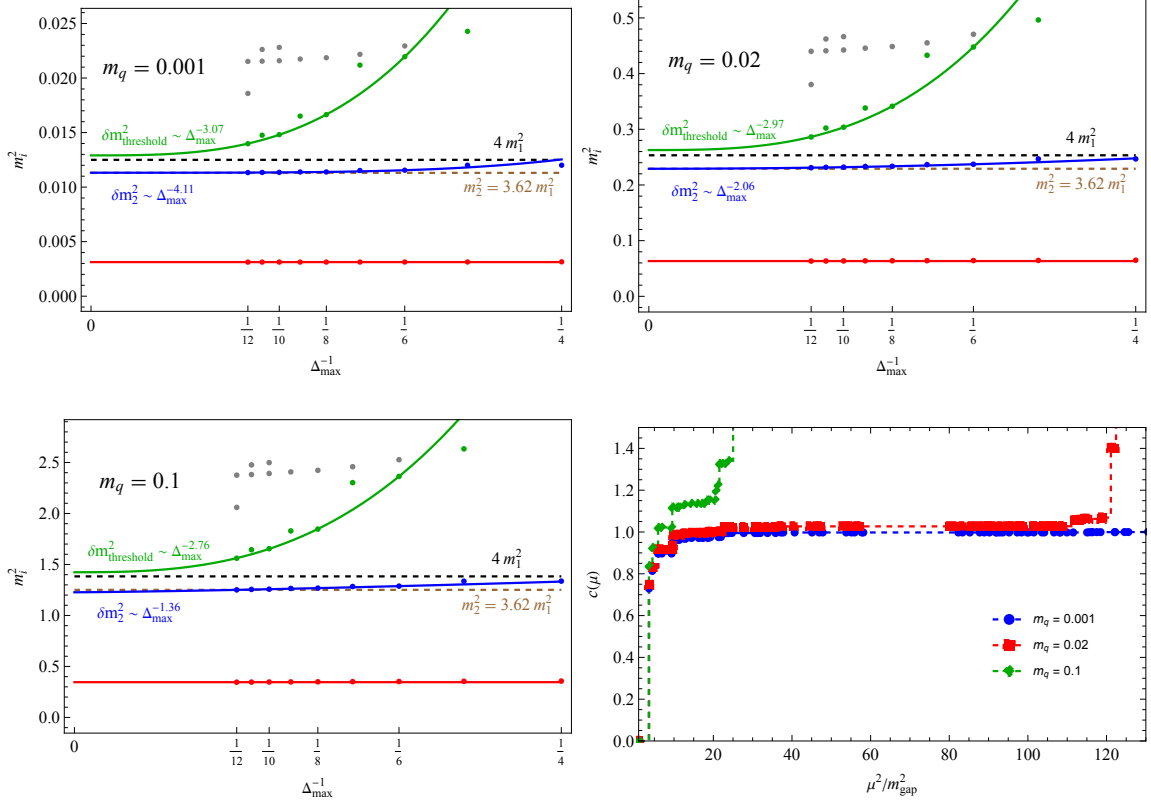 0.025
0.020
0.015
0.010
0.005
0.000
m_i^2
m_q = 0.001
δm_threshold^2 ~ Δ_max^-3.07
4 m_1^2
δm_2^2 ~ Δ_max^-4.11
m_2^2 = 3.62 m_1^2
0 1/12 1/10 1/8 1/6 1/4
Δ_max^-1
0.5
0.4
0.3
0.2
0.1
0.0
m_i^2
m_q = 0.02
δm_threshold^2 ~ Δ_max^-2.97
4 m_1^2
δm_2^2 ~ Δ_max^-2.06
m_2^2 = 3.62 m_1^2
0 1/12 1/10 1/8 1/6 1/4
Δ_max^-1
2.5
2.0
1.5
1.0
0.5
0.0
m_i^2
m_q = 0.1
δm_threshold^2 ~ Δ_max^-2.76
4 m_1^2
δm_2^2 ~ Δ_max^-1.36
m_2^2 = 3.62 m_1^2
0 1/12 1/10 1/8 1/6 1/4
Δ_max^-1
1.4
1.2
1.0
0.8
0.6
0.4
0.2
0.0
c(μ)
m_q = 0.001
m_q = 0.02
m_q = 0.1
20 40 60 80 100 120
μ^2/m_gap^2